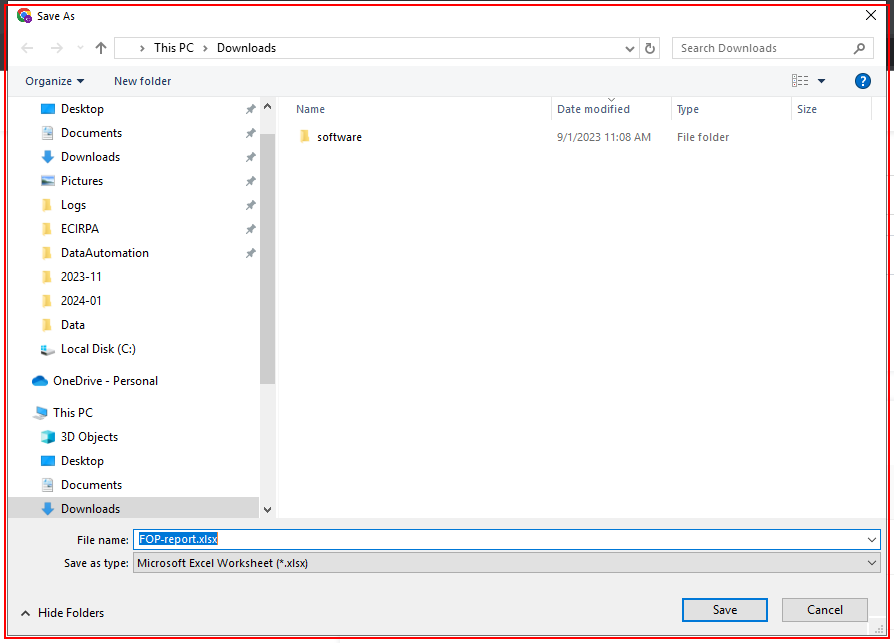 Save As
This PC > Downloads
Search Downloads
Organize
New folder
?
Name
Date modified
Type
Size
software
9/1/2023 11:08 AM
File folder
Desktop
Documents
Downloads
Pictures
Logs
ECIRPA
DataAutomation
2023-11
2024-01
Data
Local Disk (C:)
OneDrive - Personal
This PC
3D Objects
Desktop
Documents
Downloads
File name: FOP-report.xlsx
Save as type: Microsoft Excel Worksheet (*.xlsx)
Hide Folders
Save
Cancel